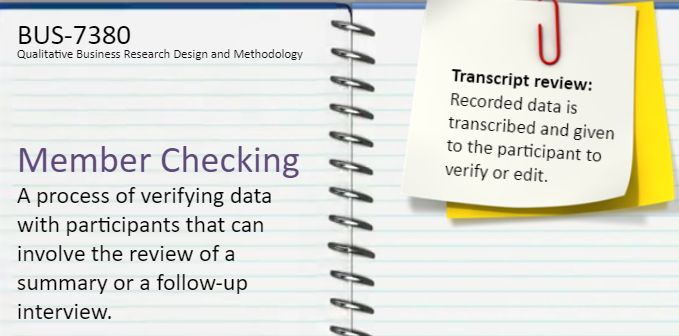 BUS-7380
Qualitative Business Research Design and Methodology
Member Checking
A process of verifying data
with participants that can
involve the review of a
summary or a follow-up
interview.
Transcript review:
Recorded data is
transcribed and given
to the participant to
verify or edit.